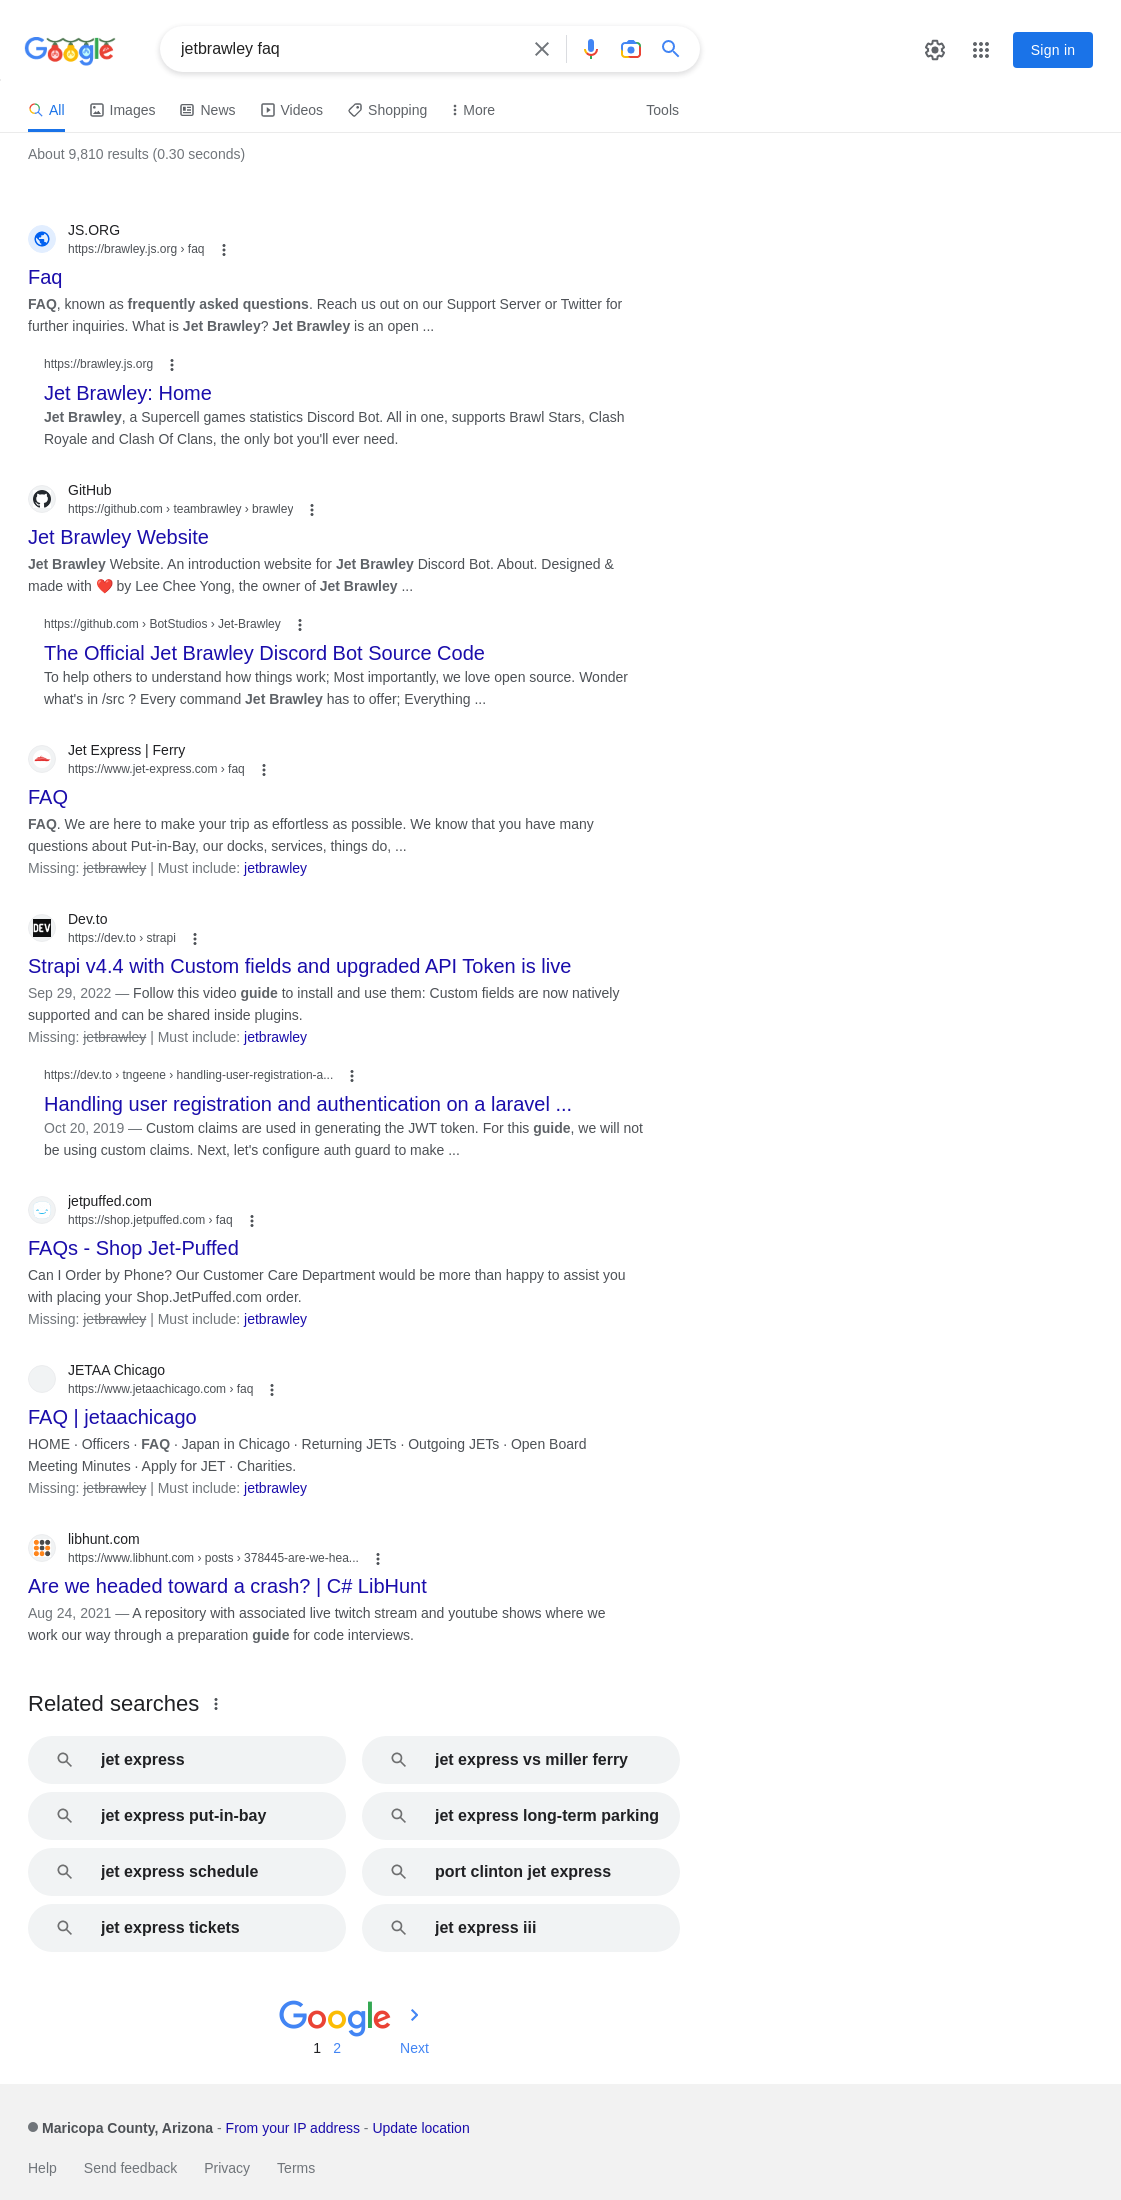 Google
jetbrawley faq
Sign in
All Images News Videos Shopping More Tools
About 9,810 results (0.30 seconds)
JS.ORG
https://brawley.js.org › faq
Faq
FAQ, known as frequently asked questions. Reach us out on our Support Server or Twitter for
further inquiries. What is Jet Brawley? Jet Brawley is an open ...
https://brawley.js.org
Jet Brawley: Home
Jet Brawley, a Supercell games statistics Discord Bot. All in one, supports Brawl Stars, Clash
Royale and Clash Of Clans, the only bot you'll ever need.
GitHub
https://github.com › teambrawley › brawley
Jet Brawley Website
Jet Brawley Website. An introduction website for Jet Brawley Discord Bot. About. Designed &
made with ❤️ by Lee Chee Yong, the owner of Jet Brawley ...
https://github.com › BotStudios › Jet-Brawley
The Official Jet Brawley Discord Bot Source Code
To help others to understand how things work; Most importantly, we love open source. Wonder
what's in /src ? Every command Jet Brawley has to offer; Everything ...
Jet Express | Ferry
https://www.jet-express.com › faq
FAQ
FAQ. We are here to make your trip as effortless as possible. We know that you have many
questions about Put-in-Bay, our docks, services, things do, ...
Missing: jetbrawley | Must include: jetbrawley
DEV
Dev.to
https://dev.to › strapi
Strapi v4.4 with Custom fields and upgraded API Token is live
Sep 29, 2022 — Follow this video guide to install and use them: Custom fields are now natively
supported and can be shared inside plugins.
Missing: jetbrawley | Must include: jetbrawley
https://dev.to › tngeene › handling-user-registration-a...
Handling user registration and authentication on a laravel ...
Oct 20, 2019 — Custom claims are used in generating the JWT token. For this guide, we will not
be using custom claims. Next, let's configure auth guard to make ...
jetpuffed.com
https://shop.jetpuffed.com › faq
FAQs - Shop Jet-Puffed
Can I Order by Phone? Our Customer Care Department would be more than happy to assist you
with placing your Shop.JetPuffed.com order.
Missing: jetbrawley | Must include: jetbrawley
JETAA Chicago
https://www.jetaachicago.com › faq
FAQ | jetaachicago
HOME · Officers · FAQ · Japan in Chicago · Returning JETs · Outgoing JETs · Open Board
Meeting Minutes · Apply for JET · Charities.
Missing: jetbrawley | Must include: jetbrawley
libhunt.com
https://www.libhunt.com › posts › 378445-are-we-hea...
Are we headed toward a crash? | C# LibHunt
Aug 24, 2021 — A repository with associated live twitch stream and youtube shows where we
work our way through a preparation guide for code interviews.
Related searches
jet express
jet express vs miller ferry
jet express put-in-bay
jet express long-term parking
jet express schedule
port clinton jet express
jet express tickets
jet express iii
Google
1 2 Next
Maricopa County, Arizona - From your IP address - Update location
Help Send feedback Privacy Terms